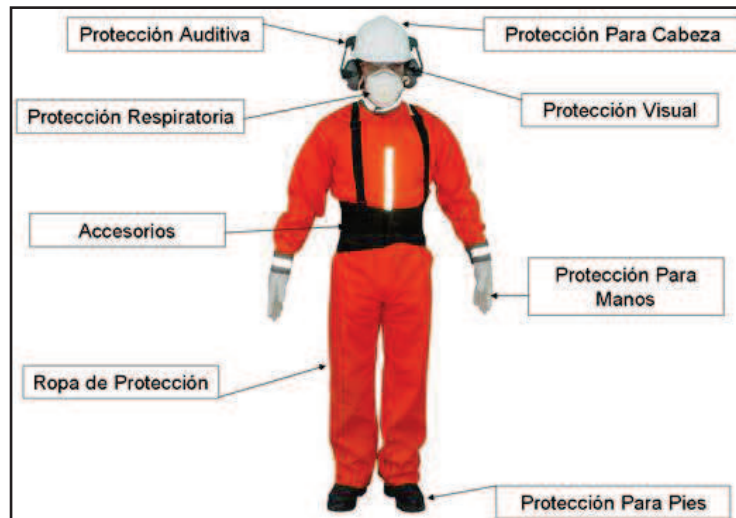 Protección Auditiva
Protección Para Cabeza
Protección Respiratoria
Protección Visual
Accesorios
Protección Para
Manos
Ropa de Protección
Protección Para Pies